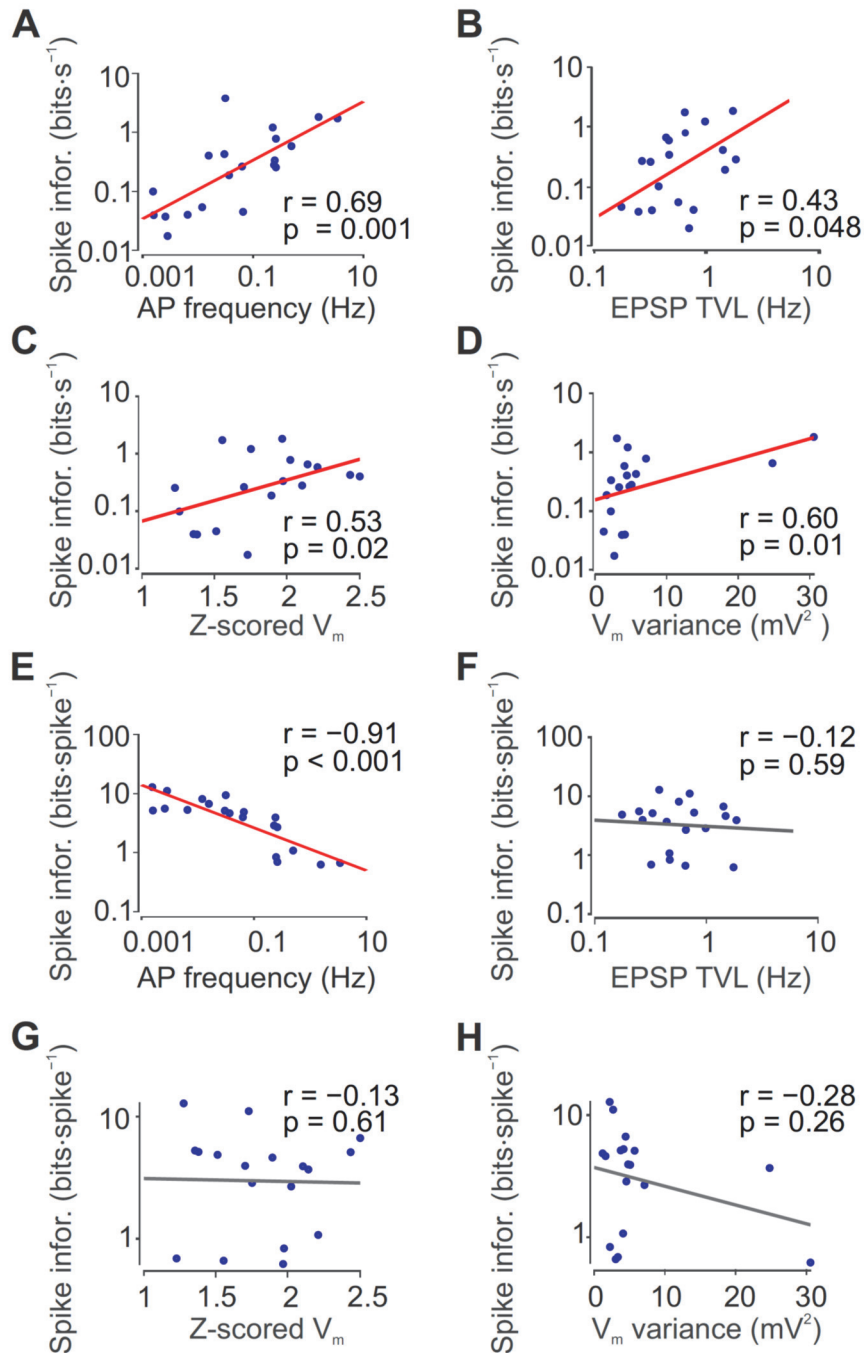 A
Spike infor. (bits·s⁻¹)
10
1
0.1
0.01
r = 0.69
p = 0.001
0.001 0.1 10
AP frequency (Hz)
B
Spike infor. (bits·s⁻¹)
10
1
0.1
0.01
r = 0.43
p = 0.048
0.1 1 10
EPSP TVL (Hz)
C
Spike infor. (bits·s⁻¹)
10
1
0.1
0.01
r = 0.53
p = 0.02
1 1.5 2 2.5
Z-scored Vₘ
D
Spike infor. (bits·s⁻¹)
10
1
0.1
0.01
r = 0.60
p = 0.01
0 10 20 30
Vₘ variance (mV²)
E
Spike infor. (bits·spike⁻¹)
100
10
1
0.1
r = −0.91
p < 0.001
0.001 0.1 10
AP frequency (Hz)
F
Spike infor. (bits·spike⁻¹)
100
10
1
0.1
r = −0.12
p = 0.59
0.1 1 10
EPSP TVL (Hz)
G
Spike infor. (bits·spike⁻¹)
10
1
r = −0.13
p = 0.61
1 1.5 2 2.5
Z-scored Vₘ
H
Spike infor. (bits·spike⁻¹)
10
1
r = −0.28
p = 0.26
0 10 20 30
Vₘ variance (mV²)